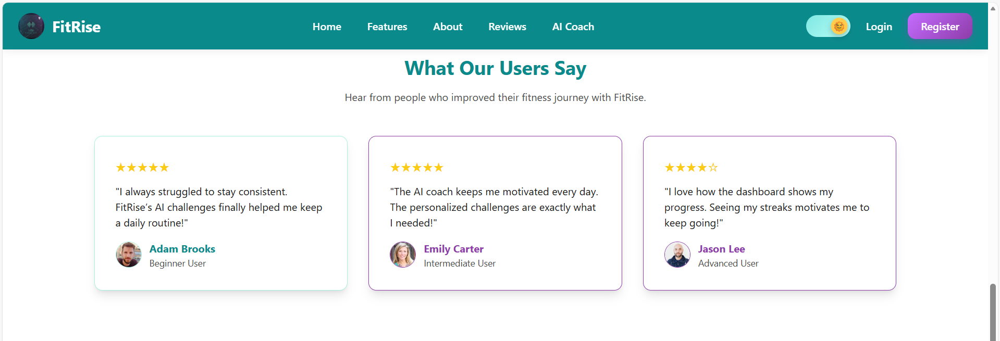 FitRise
Home
Features
About
Reviews
AI Coach
Login
Register
What Our Users Say
Hear from people who improved their fitness journey with FitRise.
★★★★★
"I always struggled to stay consistent.
FitRise’s AI challenges finally helped me keep
a daily routine!"
Adam Brooks
Beginner User
★★★★★
"The AI coach keeps me motivated every day.
The personalized challenges are exactly what
I needed!"
Emily Carter
Intermediate User
★★★★☆
"I love how the dashboard shows my
progress. Seeing my streaks motivates me to
keep going!"
Jason Lee
Advanced User